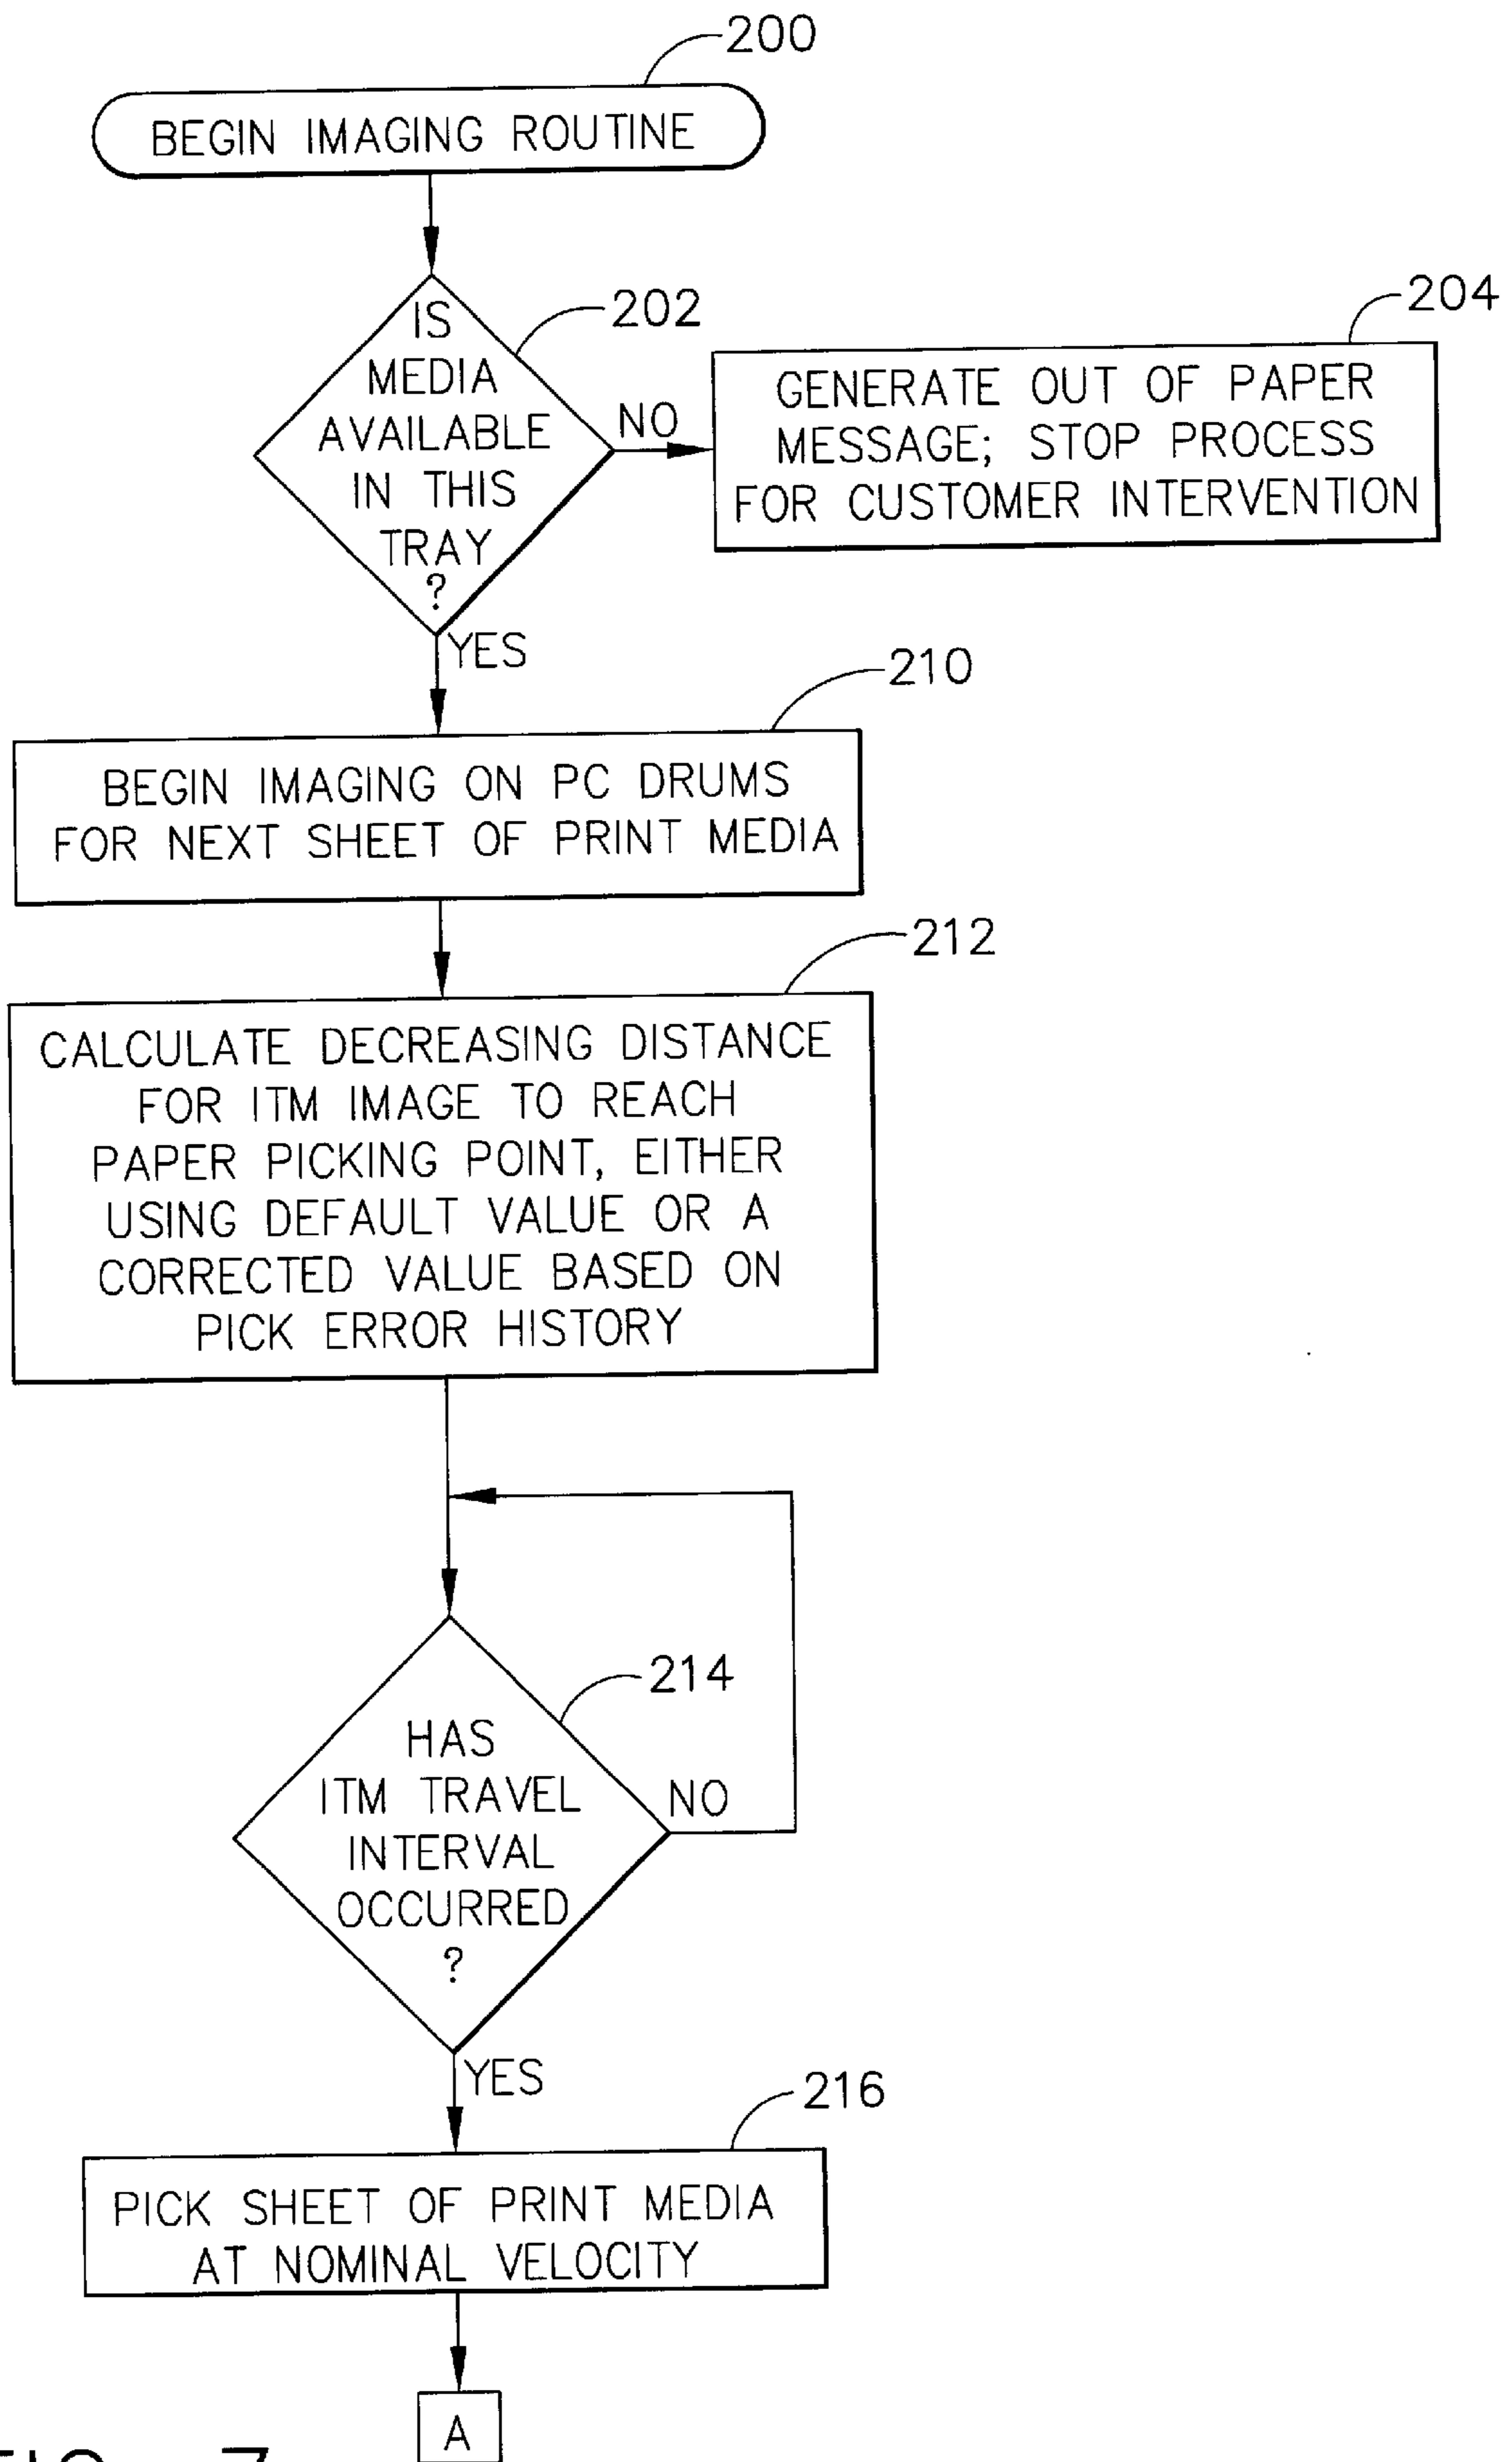 200
BEGIN IMAGING ROUTINE
202
IS
MEDIA
AVAILABLE
IN THIS
TRAY
?
NO
204
GENERATE OUT OF PAPER
MESSAGE; STOP PROCESS
FOR CUSTOMER INTERVENTION
YES
210
BEGIN IMAGING ON PC DRUMS
FOR NEXT SHEET OF PRINT MEDIA
212
CALCULATE DECREASING DISTANCE
FOR ITM IMAGE TO REACH
PAPER PICKING POINT, EITHER
USING DEFAULT VALUE OR A
CORRECTED VALUE BASED ON
PICK ERROR HISTORY
214
HAS
ITM TRAVEL
INTERVAL
OCCURRED
?
NO
YES
216
PICK SHEET OF PRINT MEDIA
AT NOMINAL VELOCITY
A